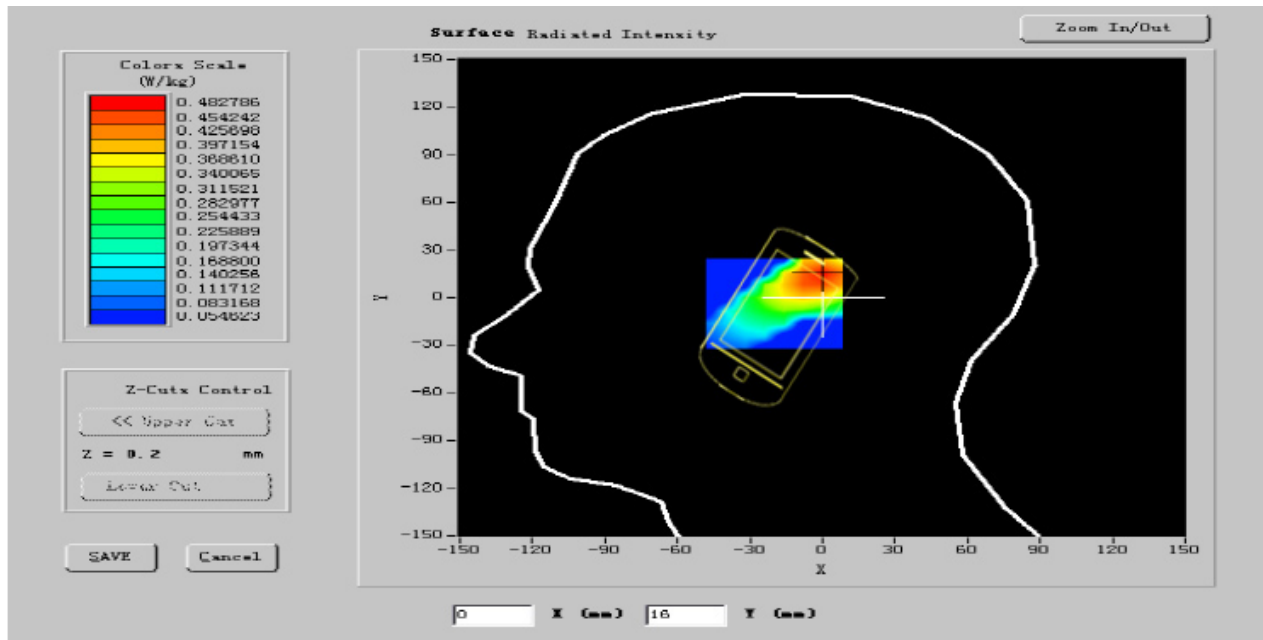 Surface Radiated Intensity
Zoom In/Out
Colors Scale
(W/kg)
0.482786
0.454242
0.425698
0.397154
0.368610
0.340065
0.311521
0.282977
0.254433
0.225889
0.197344
0.168800
0.140256
0.111712
0.083168
0.054623
Z-Cuts Control
<< Upper Cut
Z = 0.2 mm
Lower Cut
SAVE
Cancel
150
120
90
60
30
0
-30
-60
-90
-120
-150
Y
-150 -120 -90 -60 -30 0 30 60 90 120 150
X
0 X (mm) 16 Y (mm)